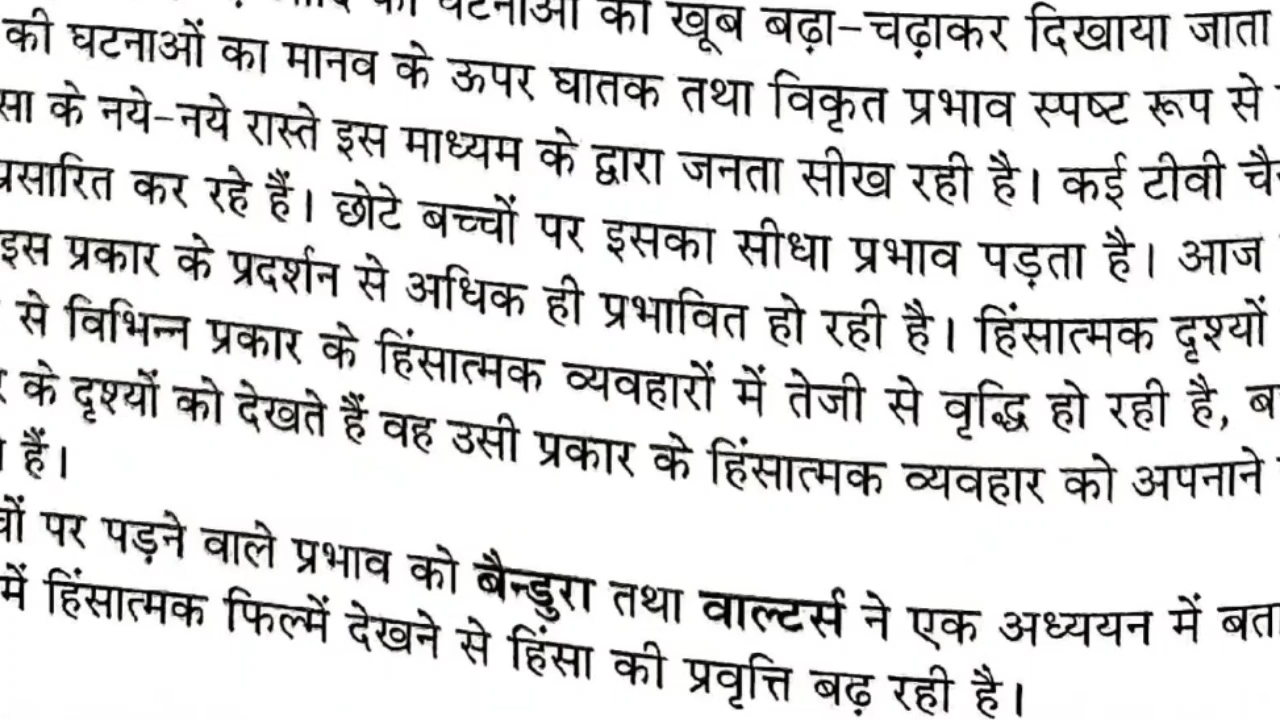 घटनाओं को खूब बढ़ा-चढ़ाकर दिखाया जाता
की घटनाओं का मानव के ऊपर घातक तथा विकृत प्रभाव स्पष्ट रूप से
के नये-नये रास्ते इस माध्यम के द्वारा जनता सीख रही है। कई टीवी
प्रसारित कर रहे हैं। छोटे बच्चों पर इसका सीधा प्रभाव पड़ता है। आज
इस प्रकार के प्रदर्शन से अधिक ही प्रभावित हो रही है। हिंसात्मक दृश्यों
से विभिन्न प्रकार के हिंसात्मक व्यवहारों में तेजी से वृद्धि हो रही है,
के दृश्यों को देखते हैं वह उसी प्रकार के हिंसात्मक व्यवहार को अपनाने
हैं।
पर पड़ने वाले प्रभाव को बैन्डुरा तथा वाल्टर्स ने एक अध्ययन में
में हिंसात्मक फिल्में देखने से हिंसा की प्रवृत्ति बढ़ रही है।